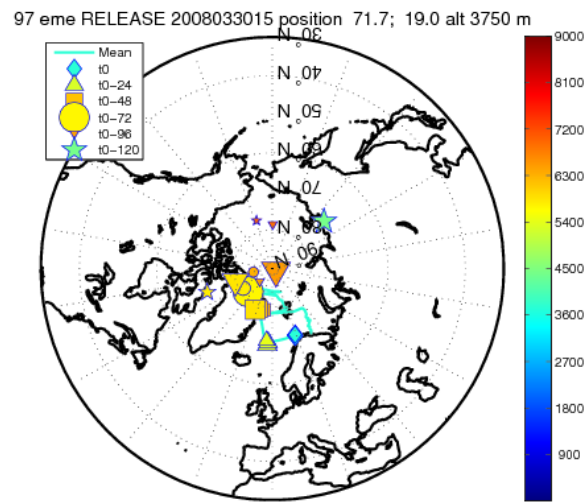 97 eme RELEASE 2008033015 position 71.7; 19.0 alt 3750 m
Mean
t0
t0-24
t0-48
t0-72
t0-96
t0-120
30 N
40 N
50 N
60 N
70 N
80 N
90 N
9000
8100
7200
6300
5400
4500
3600
2700
1800
900